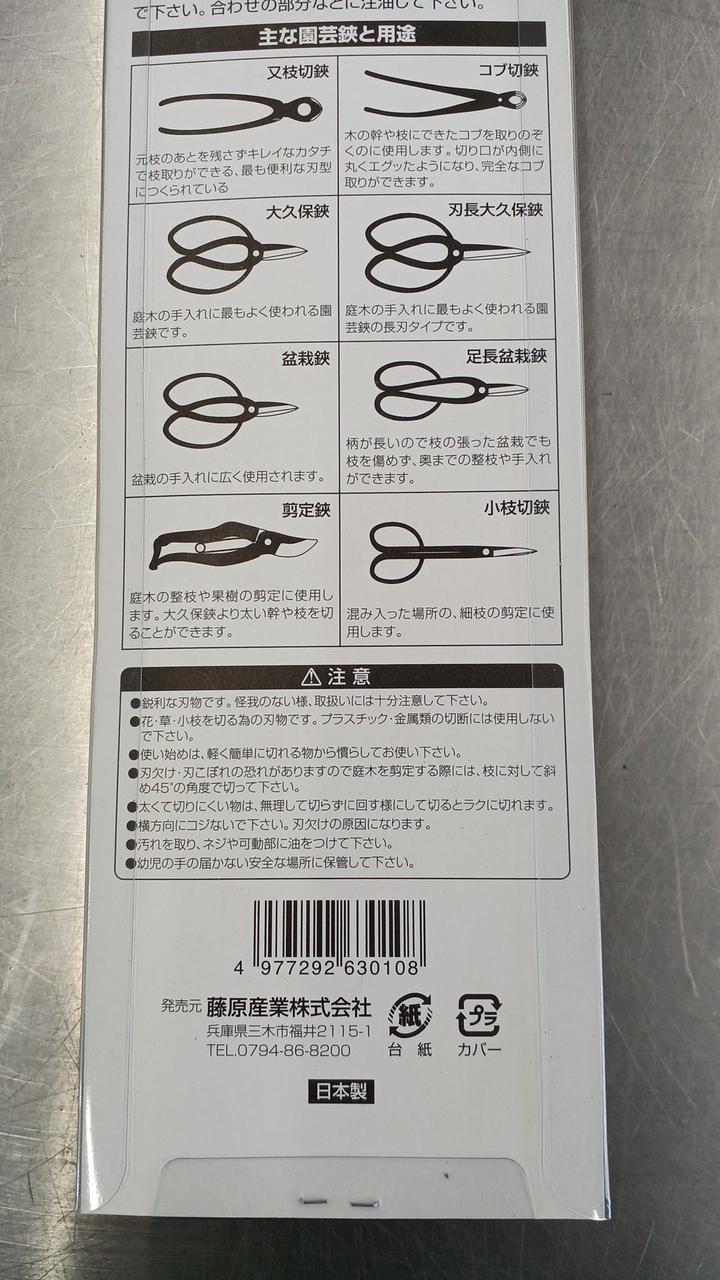 で下さい。合わせの部分などに注油して下さい。
主な園芸鋏と用途
又枝切鋏
元枝のあとを残さずキレイなカタチ
で枝取りができる、最も便利な刃型
につくられている
コブ切鋏
木の幹や枝にできたコブを取りのぞ
くのに使用します。切り口が内側に
丸くエグッたようになり、完全なコブ
取りができます。
大久保鋏
庭木の手入れに最もよく使われる園
芸鋏です。
刃長大久保鋏
庭木の手入れに最もよく使われる園
芸鋏の長刃タイプです。
盆栽鋏
盆栽の手入れに広く使用されます。
足長盆栽鋏
柄が長いので枝の張った盆栽でも
枝を傷めず、奥までの整枝や手入れ
ができます。
剪定鋏
庭木の整枝や果樹の剪定に使用し
ます。大久保鋏より太い幹や枝を切
ることができます。
小枝切鋏
混み入った場所の、細枝の剪定に使
用します。
⚠注意
●鋭利な刃物です。怪我のない様、取扱いには十分注意して下さい。
●花・草・小枝を切る為の刃物です。プラスチック・金属類の切断には使用しない
で下さい。
●使い始めは、軽く簡単に切れる物から慣らしてお使い下さい。
●刃欠け・刃こぼれの恐れがありますので庭木を剪定する際には、枝に対して斜
め45°の角度で切って下さい。
●太くて切りにくい物は、無理して切らずに回す様にして切るとラクに切れます。
●横方向にコジないで下さい。刃欠けの原因になります。
●汚れを取り、ネジや可動部に油をつけて下さい。
●幼児の手の届かない安全な場所に保管して下さい。
4 977292 630108
発売元 藤原産業株式会社
兵庫県三木市福井2115-1
TEL.0794-86-8200
紙
台 紙
プラ
カバー
日本製